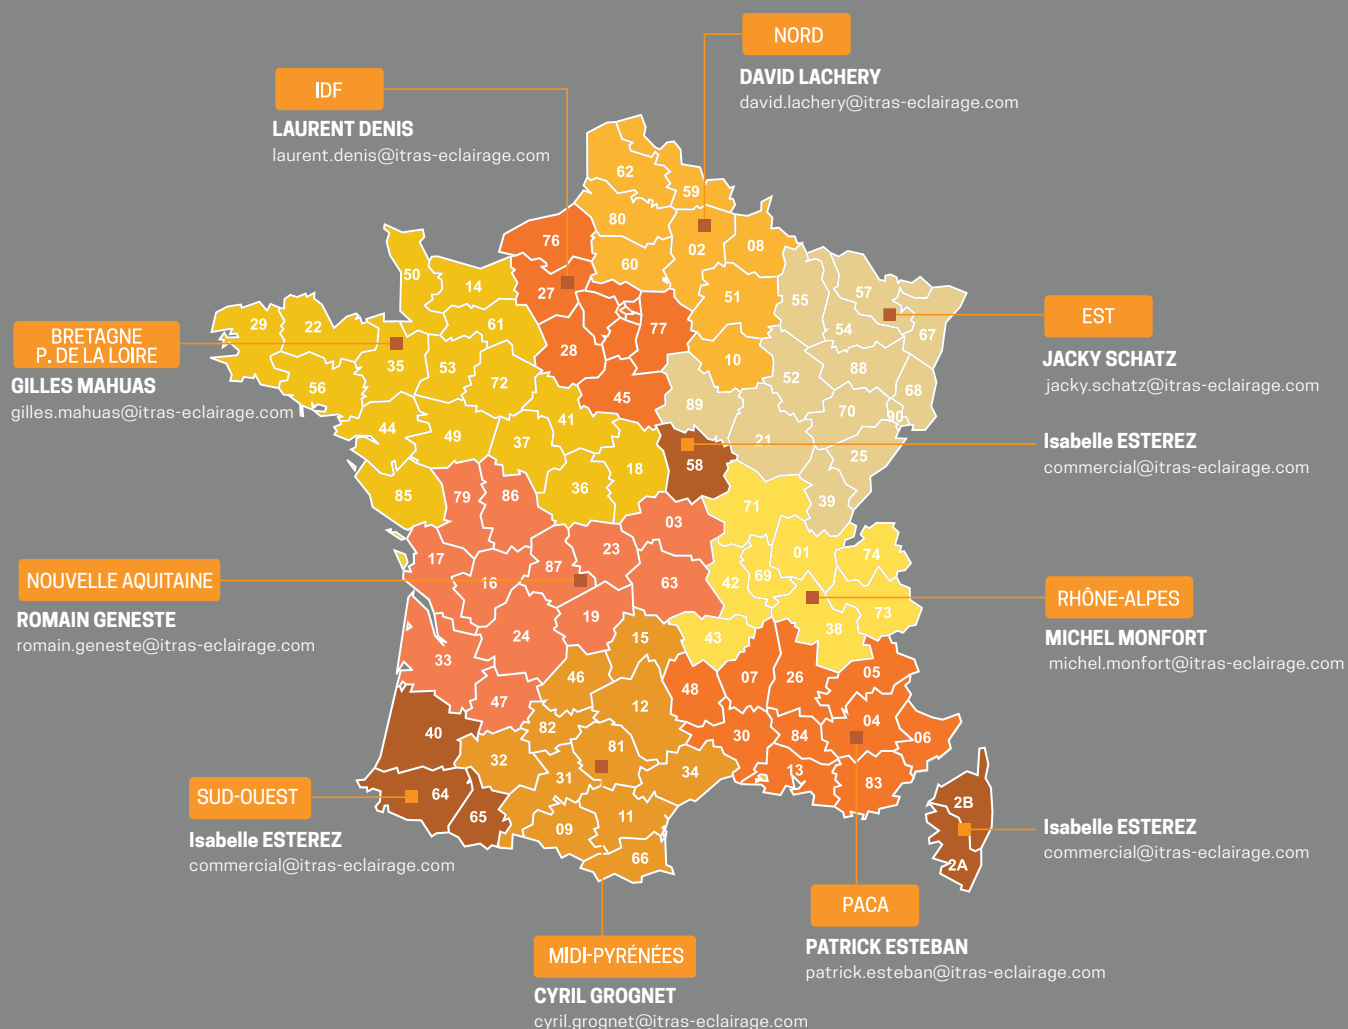 NORD
DAVID LACHERY
david.lachery@itras-eclairage.com
IDF
LAURENT DENIS
laurent.denis@itras-eclairage.com
BRETAGNE
P. DE LA LOIRE
GILLES MAHUAS
gilles.mahuas@itras-eclairage.com
EST
JACKY SCHATZ
jacky.schatz@itras-eclairage.com
Isabelle ESTEREZ
commercial@itras-eclairage.com
NOUVELLE AQUITAINE
ROMAIN GENESTE
romain.geneste@itras-eclairage.com
RHÔNE-ALPES
MICHEL MONFORT
michel.monfort@itras-eclairage.com
SUD-OUEST
Isabelle ESTEREZ
commercial@itras-eclairage.com
Isabelle ESTEREZ
commercial@itras-eclairage.com
PACA
PATRICK ESTEBAN
patrick.esteban@itras-eclairage.com
MIDI-PYRÉNÉES
CYRIL GROGNET
cyril.grognet@itras-eclairage.com
62
59
80
02
08
60
76
27
51
55
57
54
67
50
14
61
28
77
10
52
88
68
29
22
35
53
72
45
89
70
90
56
44
49
37
41
18
58
21
25
85
79
86
36
71
39
03
17
16
87
23
63
42
69
01
74
73
38
19
24
15
43
33
47
46
12
48
07
26
05
40
82
81
30
84
04
06
32
31
34
13
83
64
65
09
11
66
2B
2A